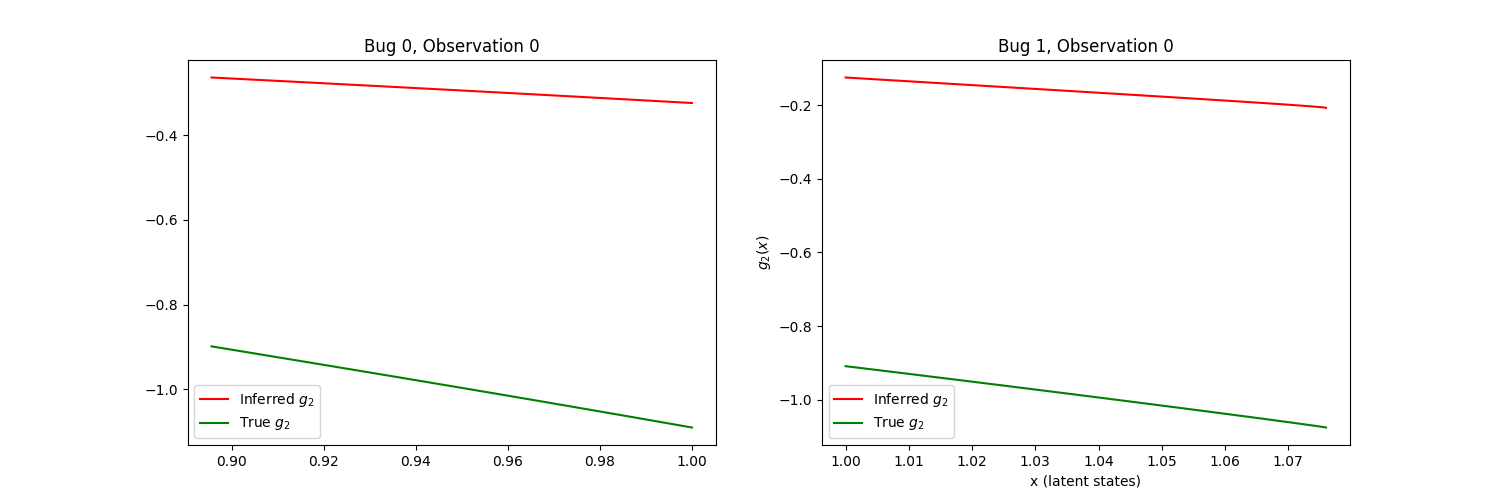 Bug 0, Observation 0
−0.4
−0.6
−0.8
−1.0
Inferred g₂
True g₂
0.90 0.92 0.94 0.96 0.98 1.00
Bug 1, Observation 0
g₂(x)
−0.2
−0.4
−0.6
−0.8
−1.0
Inferred g₂
True g₂
1.00 1.01 1.02 1.03 1.04 1.05 1.06 1.07
x (latent states)